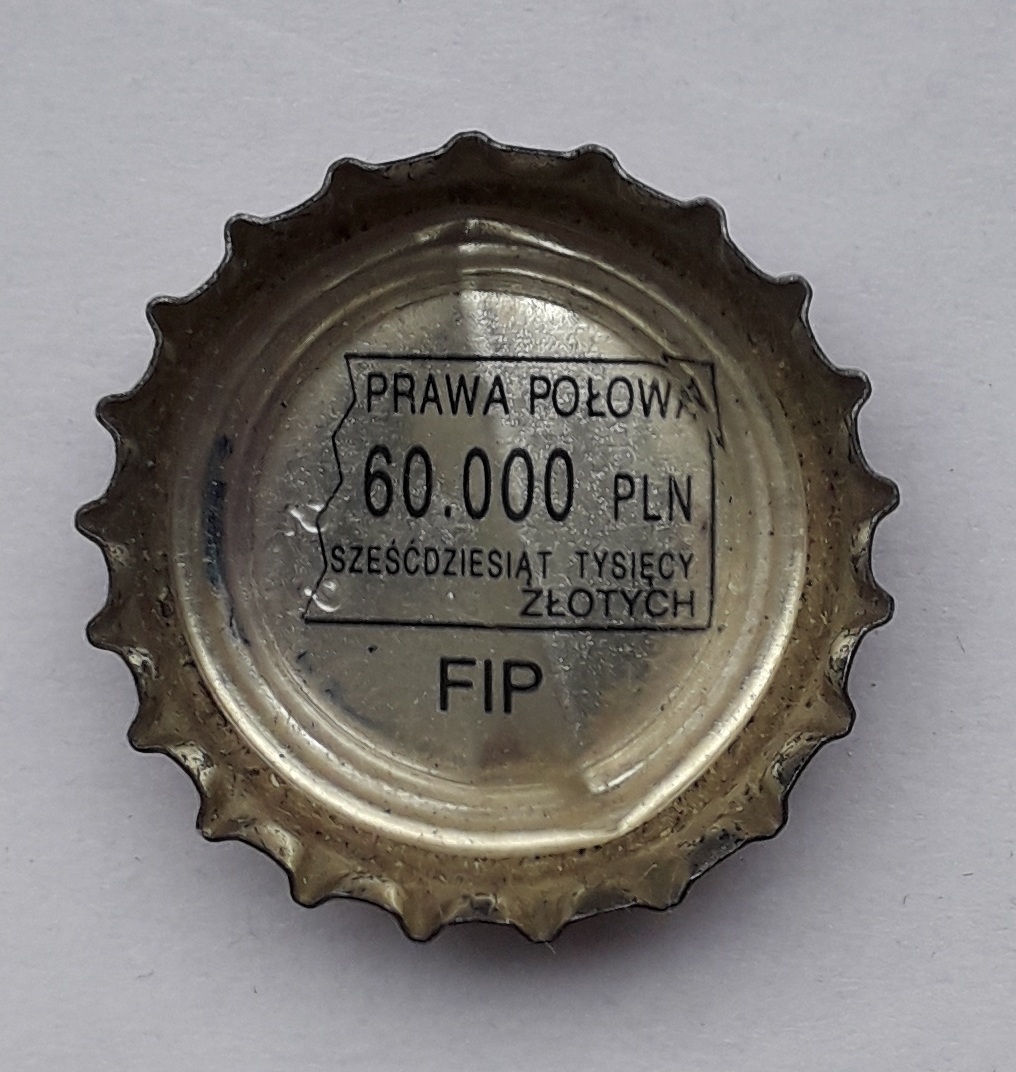 PRAWA POŁOWA
60.000 PLN
SZEŚĆDZIESIĄT TYSIĘCY
ZŁOTYCH
FIP